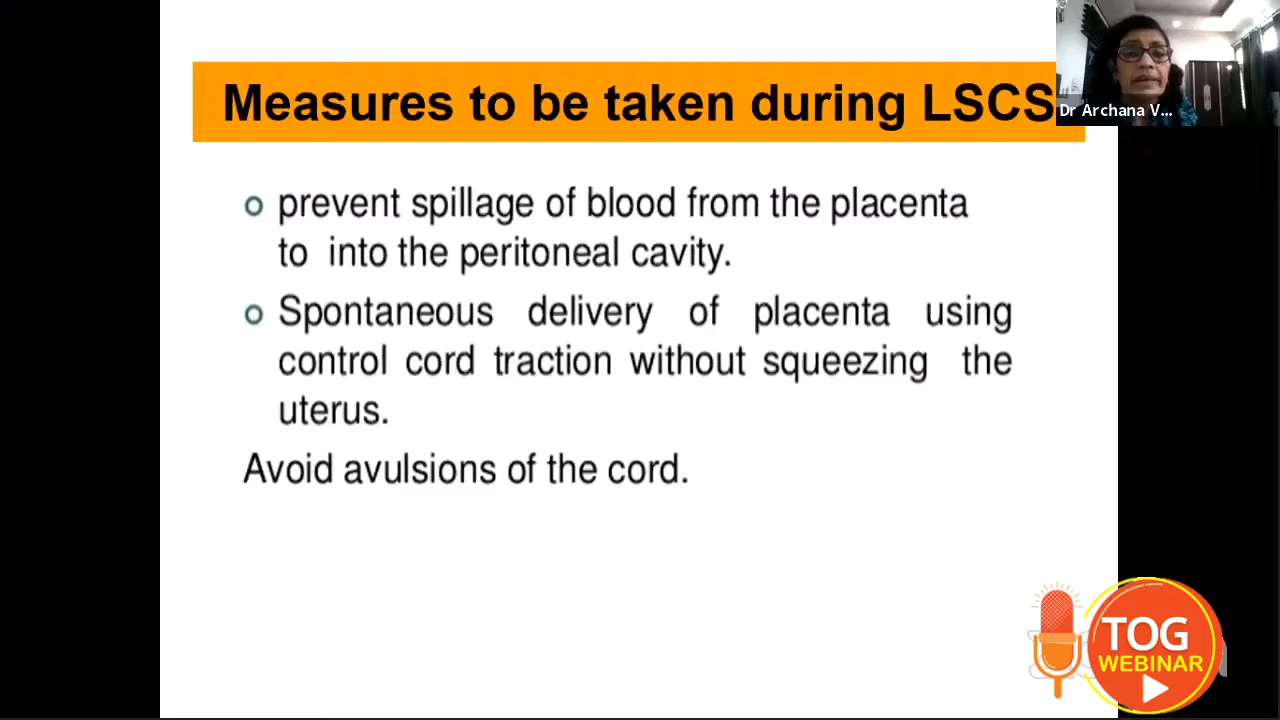 Measures to be taken during LSCS
Dr Archana V...
o prevent spillage of blood from the placenta
to into the peritoneal cavity.
o Spontaneous delivery of placenta using
control cord traction without squeezing the
uterus.
Avoid avulsions of the cord.
TOG
WEBINAR